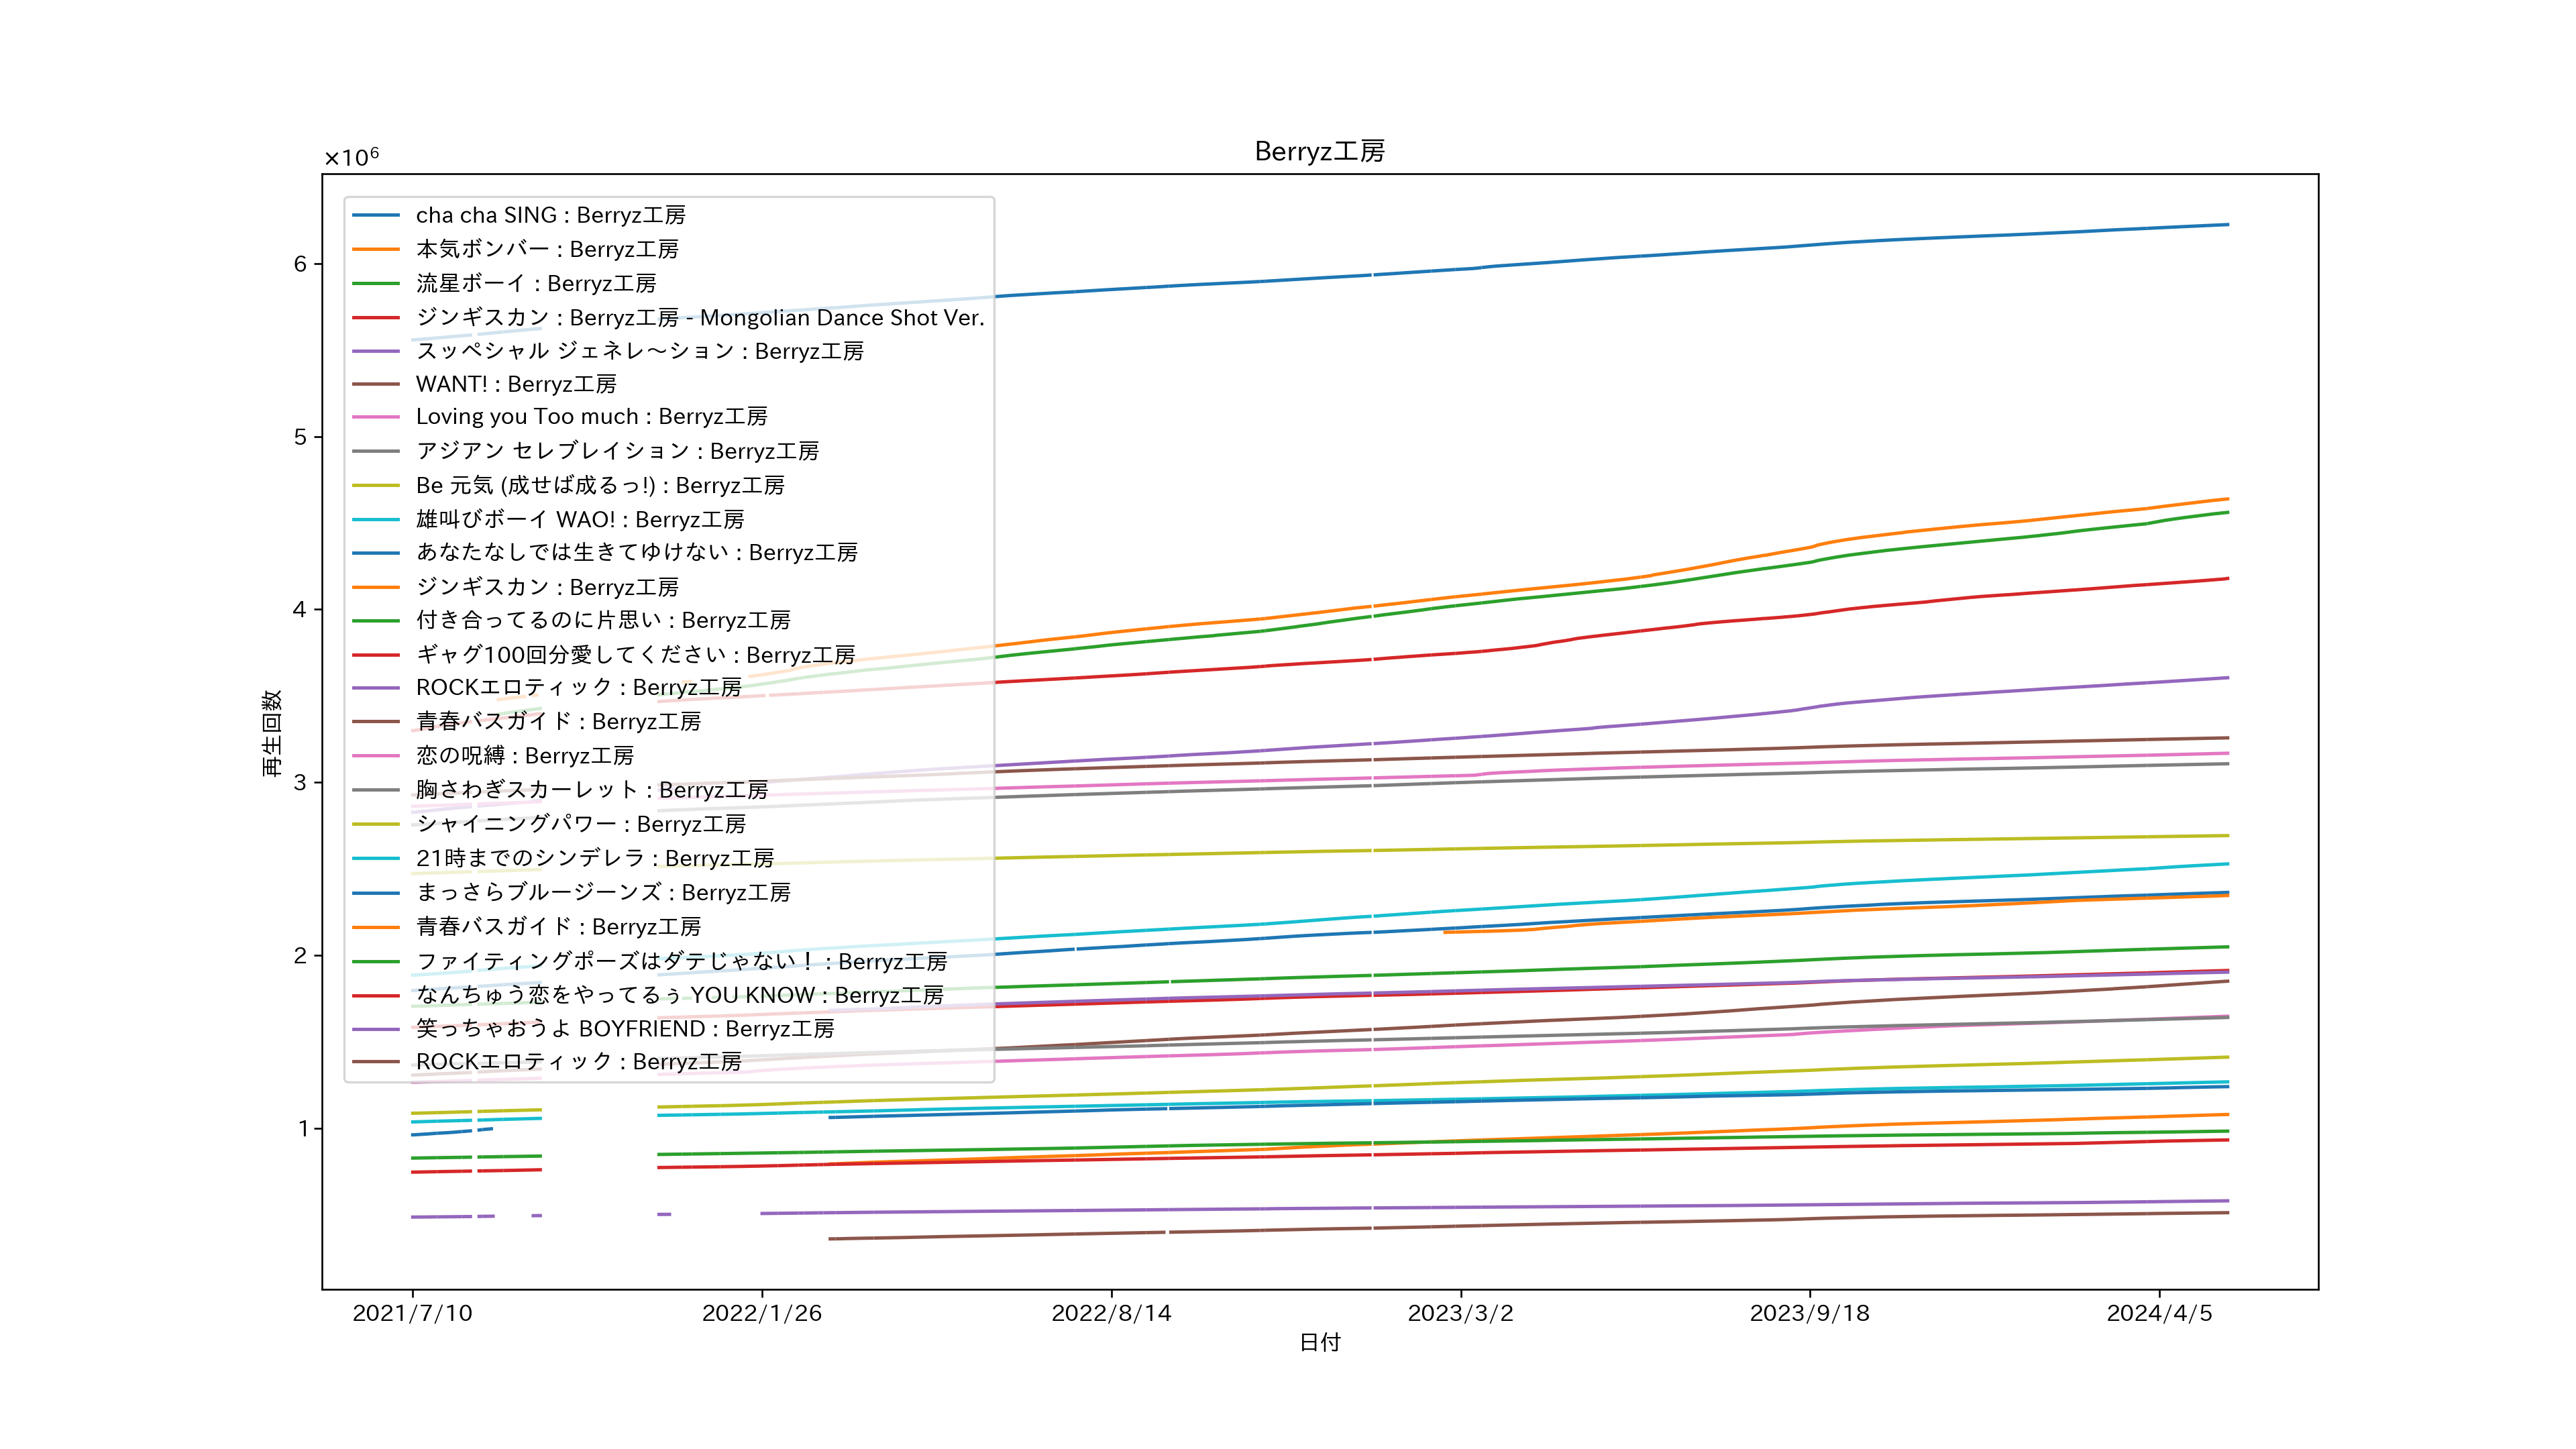 Berryz工房
×10⁶
cha cha SING : Berryz工房
本気ボンバー : Berryz工房
流星ボーイ : Berryz工房
ジンギスカン : Berryz工房 - Mongolian Dance Shot Ver.
スッペシャル ジェネレ～ション : Berryz工房
WANT! : Berryz工房
Loving you Too much : Berryz工房
アジアン セレブレイション : Berryz工房
Be 元気 (成せば成るっ!) : Berryz工房
雄叫びボーイ WAO! : Berryz工房
あなたなしでは生きてゆけない : Berryz工房
ジンギスカン : Berryz工房
付き合ってるのに片思い : Berryz工房
ギャグ100回分愛してください : Berryz工房
ROCKエロティック : Berryz工房
青春バスガイド : Berryz工房
恋の呪縛 : Berryz工房
胸さわぎスカーレット : Berryz工房
シャイニングパワー : Berryz工房
21時までのシンデレラ : Berryz工房
まっさらブルージーンズ : Berryz工房
青春バスガイド : Berryz工房
ファイティングポーズはダテじゃない！ : Berryz工房
なんちゅう恋をやってるぅ YOU KNOW : Berryz工房
笑っちゃおうよ BOYFRIEND : Berryz工房
ROCKエロティック : Berryz工房
6
5
4
3
2
1
再生回数
2021/7/10 2022/1/26 2022/8/14 2023/3/2 2023/9/18 2024/4/5
日付